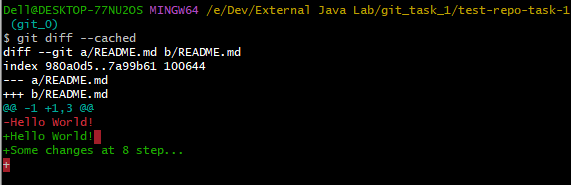 Dell@DESKTOP-77NUZOS MINGW64 /e/Dev/External Java Lab/git_task_1/test-repo-task-1
(git_0)
$ git diff --cached
diff --git a/README.md b/README.md
index 980a0d5..7a99b61 100644
--- a/README.md
+++ b/README.md
@@ -1 +1,3 @@
-Hello World!
+Hello World!
+Some changes at 8 step...
+